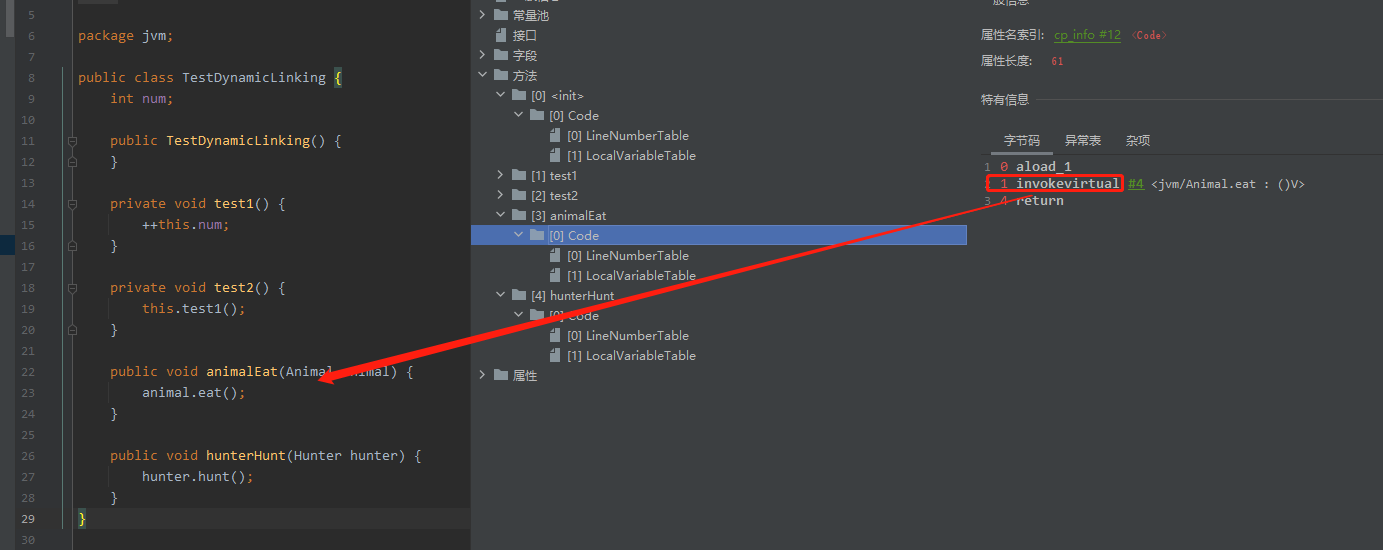 5
6 package jvm;
7
8 public class TestDynamicLinking {
9 int num;
10
11 public TestDynamicLinking() {
12 }
13
14 private void test1() {
15 ++this.num;
16 }
17
18 private void test2() {
19 this.test1();
20 }
21
22 public void animalEat(Animal animal) {
23 animal.eat();
24 }
25
26 public void hunterHunt(Hunter hunter) {
27 hunter.hunt();
28 }
29 }
30
常量池
接口
字段
方法
[0] <init>
[0] Code
[0] LineNumberTable
[1] LocalVariableTable
[1] test1
[2] test2
[3] animalEat
[0] Code
[0] LineNumberTable
[1] LocalVariableTable
[4] hunterHunt
[0] Code
[0] LineNumberTable
[1] LocalVariableTable
属性
属性名索引: cp_info #12 <Code>
属性长度: 61
特有信息
字节码 异常表 杂项
1 0 aload_1
2 1 invokevirtual #4 <jvm/Animal.eat : ()V>
3 4 return